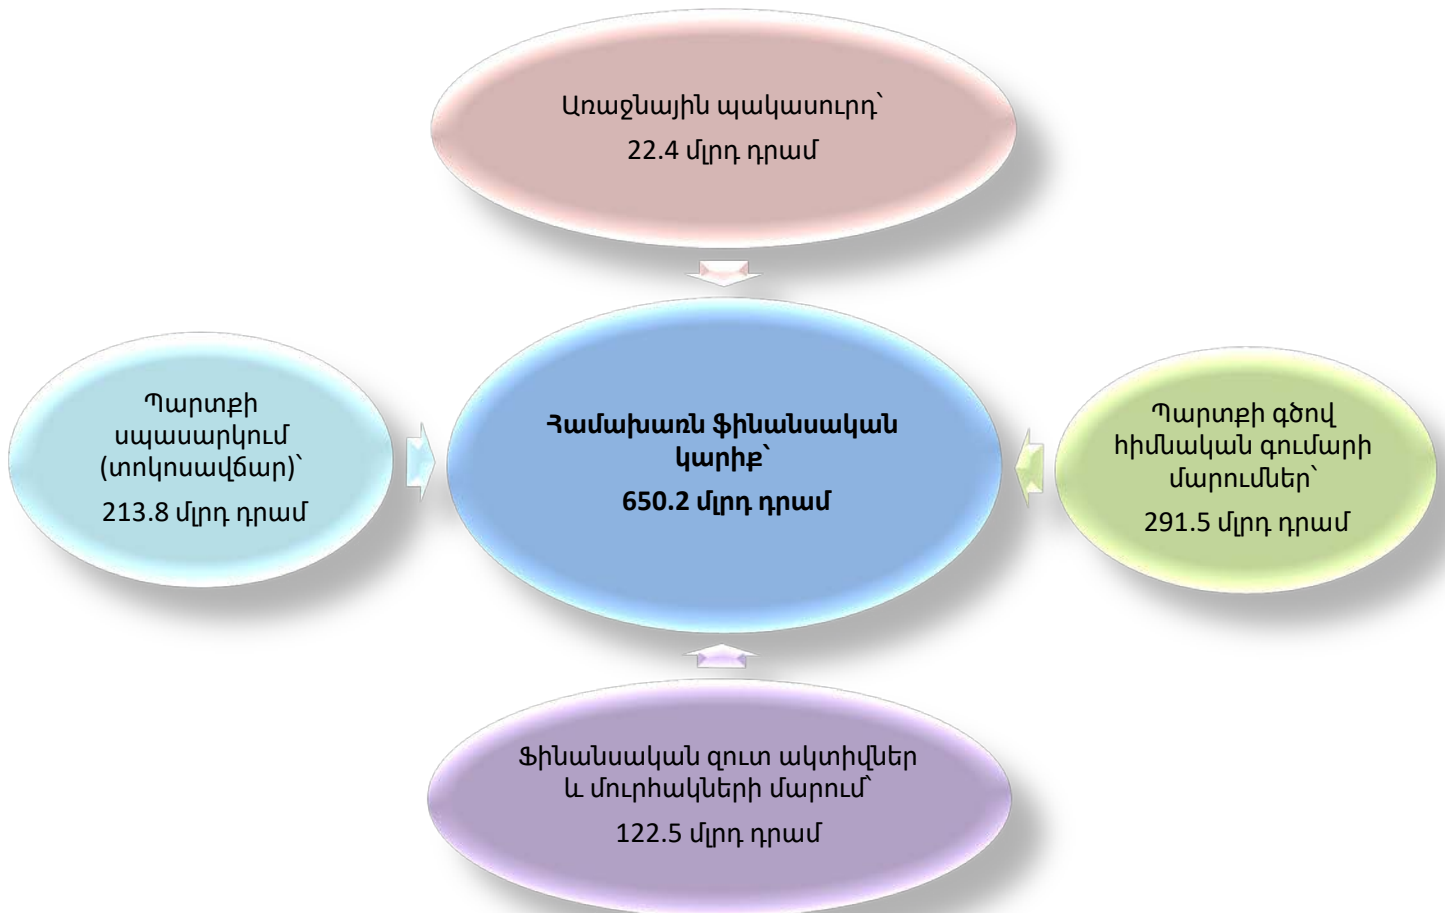 Առաջնային պակասուրդ՝
22.4 մլրդ դրամ
Պարտքի
սպասարկում
(տոկոսավճար)՝
213.8 մլրդ դրամ
Համախառն ֆինանսական
կարիք՝
650.2 մլրդ դրամ
Պարտքի գծով
հիմնական գումարի
մարումներ՝
291.5 մլրդ դրամ
Ֆինանսական զուտ ակտիվներ
և մուրհակների մարում՝
122.5 մլրդ դրամ